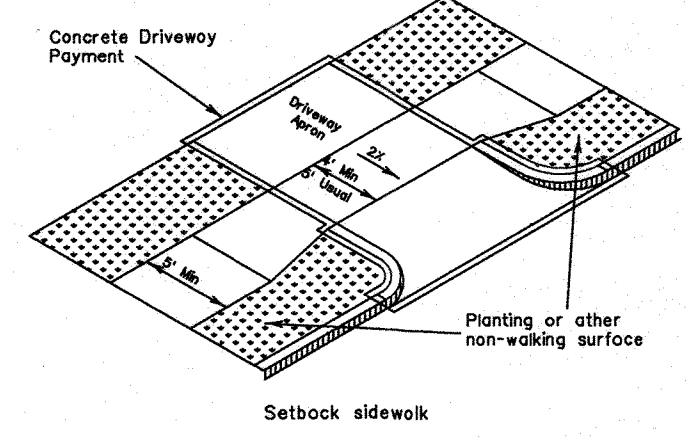 Concrete Drivewoy
Payment
Driveway
Apron
2%
4' Min
5' Usual
5' Min
Planting or ather
non-walking surfoce
Setbock sidewolk